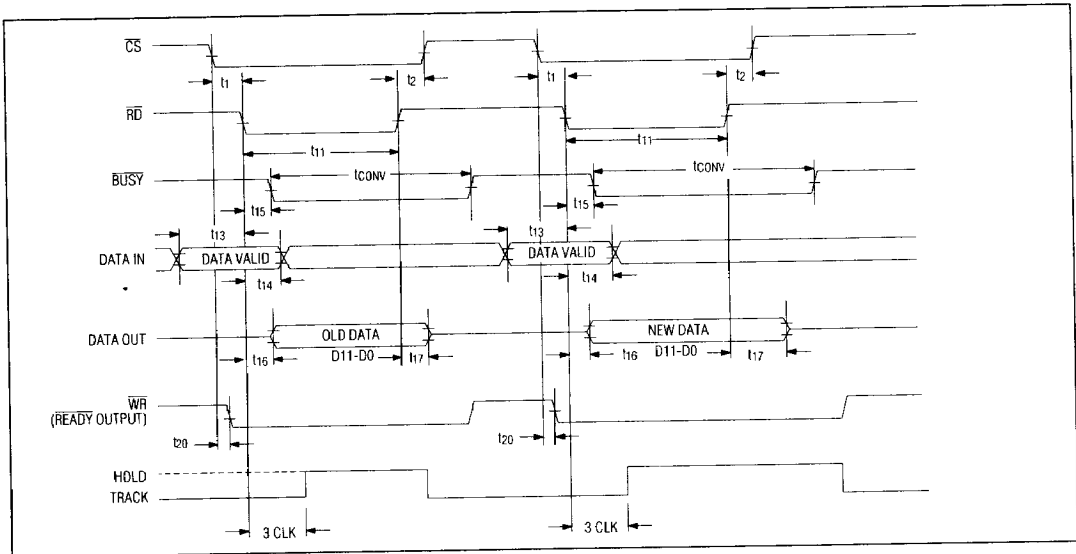 CS
t1
t2
t1
t2
RD
t11
t11
BUSY
tCONV
tCONV
t15
t15
t13
t13
DATA IN
DATA VALID
DATA VALID
t14
t14
DATA OUT
OLD DATA
NEW DATA
t16
D11-D0
t17
t16
D11-D0
t17
WR
(READY OUTPUT)
t20
t20
HOLD
TRACK
3 CLK
3 CLK